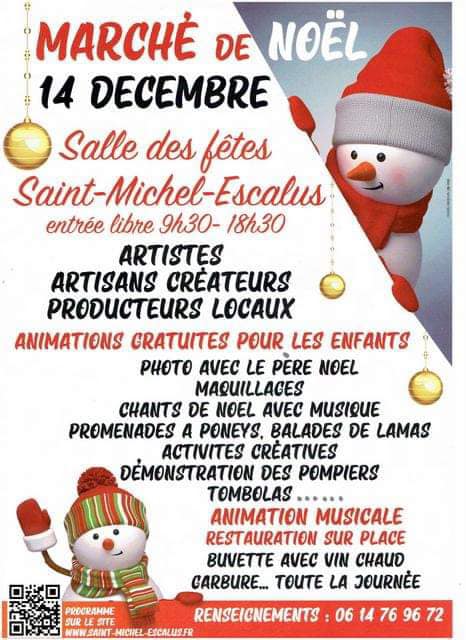 MARCHÉ DE NOËL
14 DECEMBRE
Salle des fêtes
Saint-Michel-Escalus
entrée libre 9h30- 18h30
ARTISTES
ARTISANS CRÉATEURS
PRODUCTEURS LOCAUX
ANIMATIONS GRATUITES POUR LES ENFANTS
PHOTO AVEC LE PÈRE NOEL
MAQUILLAGES
CHANTS DE NOEL AVEC MUSIQUE
PROMENADES A PONEYS, BALADES DE LAMAS
ACTIVITES CRÉATIVES
DÉMONSTRATION DES POMPIERS
TOMBOLAS ......
ANIMATION MUSICALE
RESTAURATION SUR PLACE
BUVETTE AVEC VIN CHAUD
GARBURE... TOUTE LA JOURNÉE
PROGRAMME
SUR LE SITE
WWW.SAINT-MICHEL-ESCALUS.FR
RENSEIGNEMENTS : 06 14 76 96 72